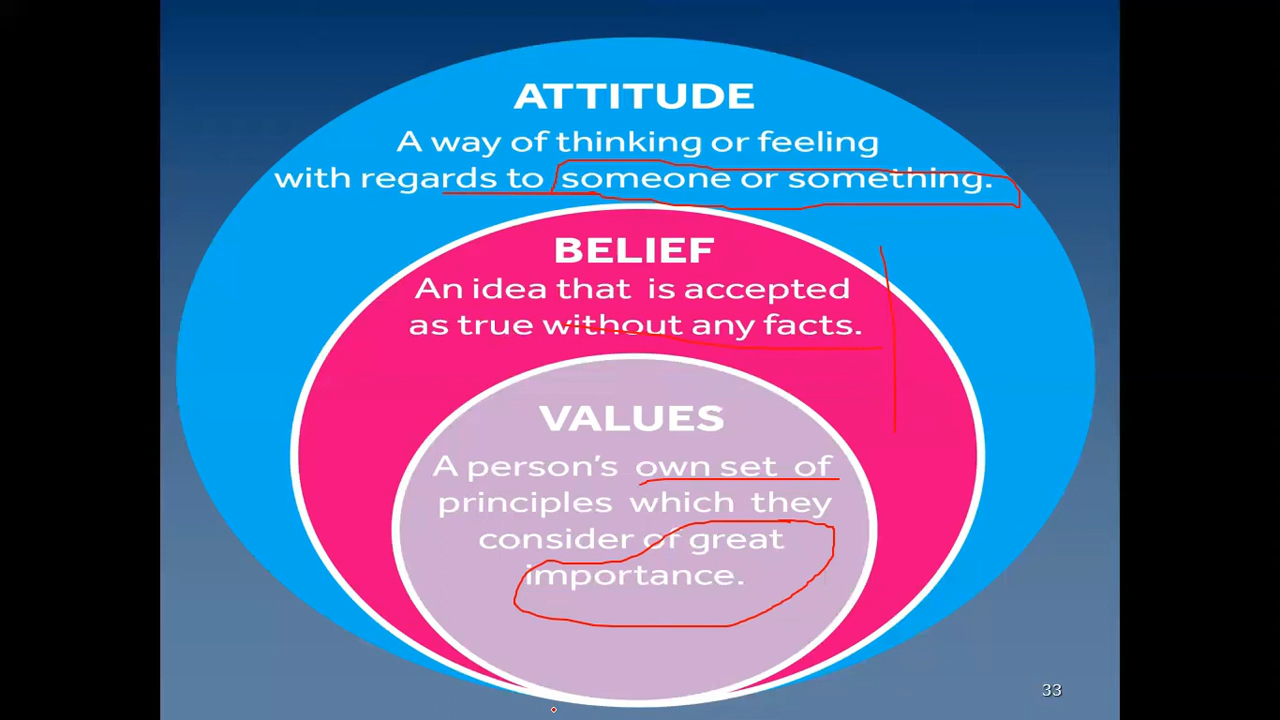 ATTITUDE
A way of thinking or feeling
with regards to someone or something.
BELIEF
An idea that is accepted
as true without any facts.
VALUES
A person's own set of
principles which they
consider of great
importance.
33